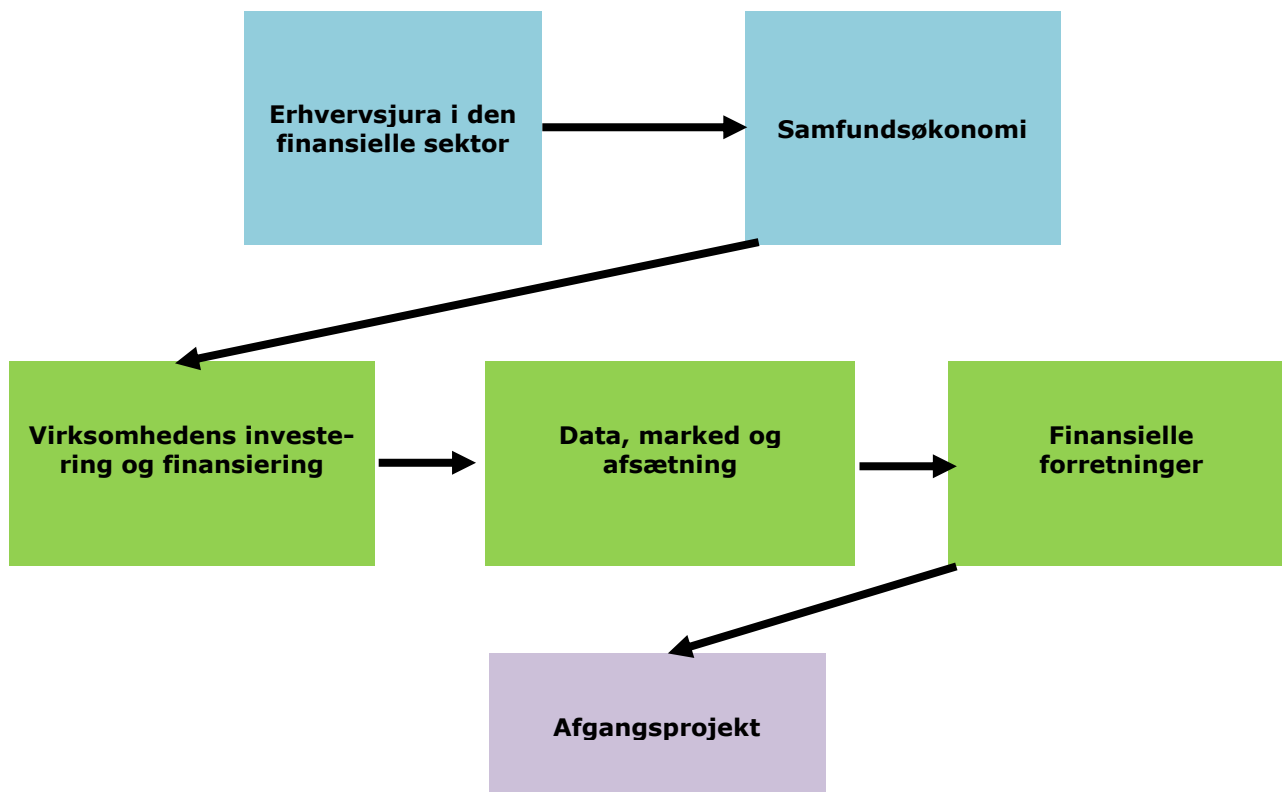 Erhvervsjura i den
finansielle sektor
Samfundsøkonomi
Virksomhedens investe-
ring og finansiering
Data, marked og
afsætning
Finansielle
forretninger
Afgangsprojekt